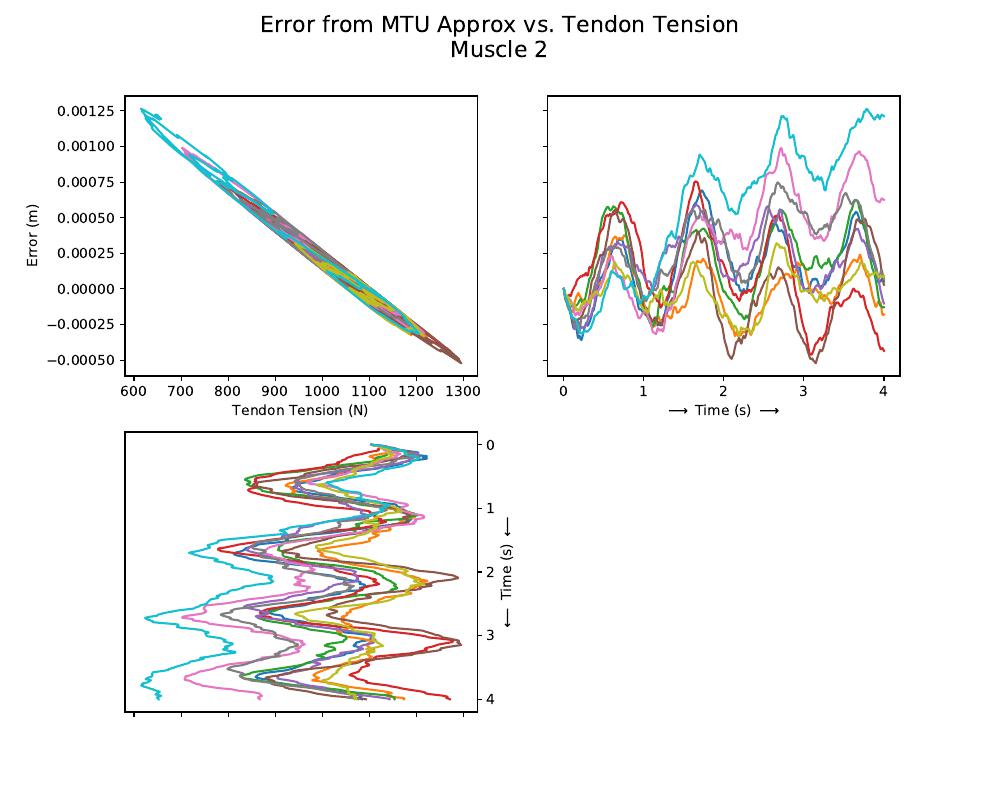 Error from MTU Approx vs. Tendon Tension
Muscle 2
0.00125
0.00100
0.00075
0.00050
0.00025
0.00000
−0.00025
−0.00050
Error (m)
600 700 800 900 1000 1100 1200 1300
Tendon Tension (N)
0 1 2 3 4
⟶ Time (s) ⟶
0
1
2
3
4
⟵ Time (s) ⟵